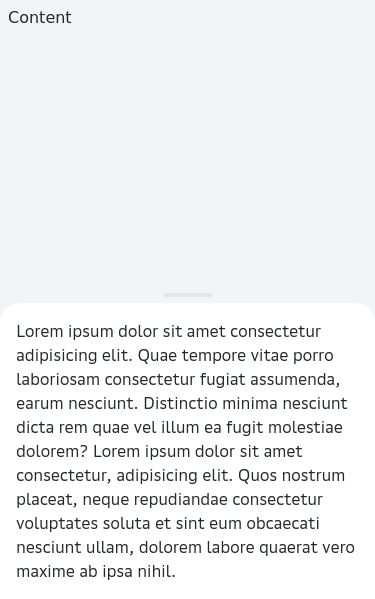 Content
Lorem ipsum dolor sit amet consectetur
adipisicing elit. Quae tempore vitae porro
laboriosam consectetur fugiat assumenda,
earum nesciunt. Distinctio minima nesciunt
dicta rem quae vel illum ea fugit molestiae
dolorem? Lorem ipsum dolor sit amet
consectetur, adipisicing elit. Quos nostrum
placeat, neque repudiandae consectetur
voluptates soluta et sint eum obcaecati
nesciunt ullam, dolorem labore quaerat vero
maxime ab ipsa nihil.